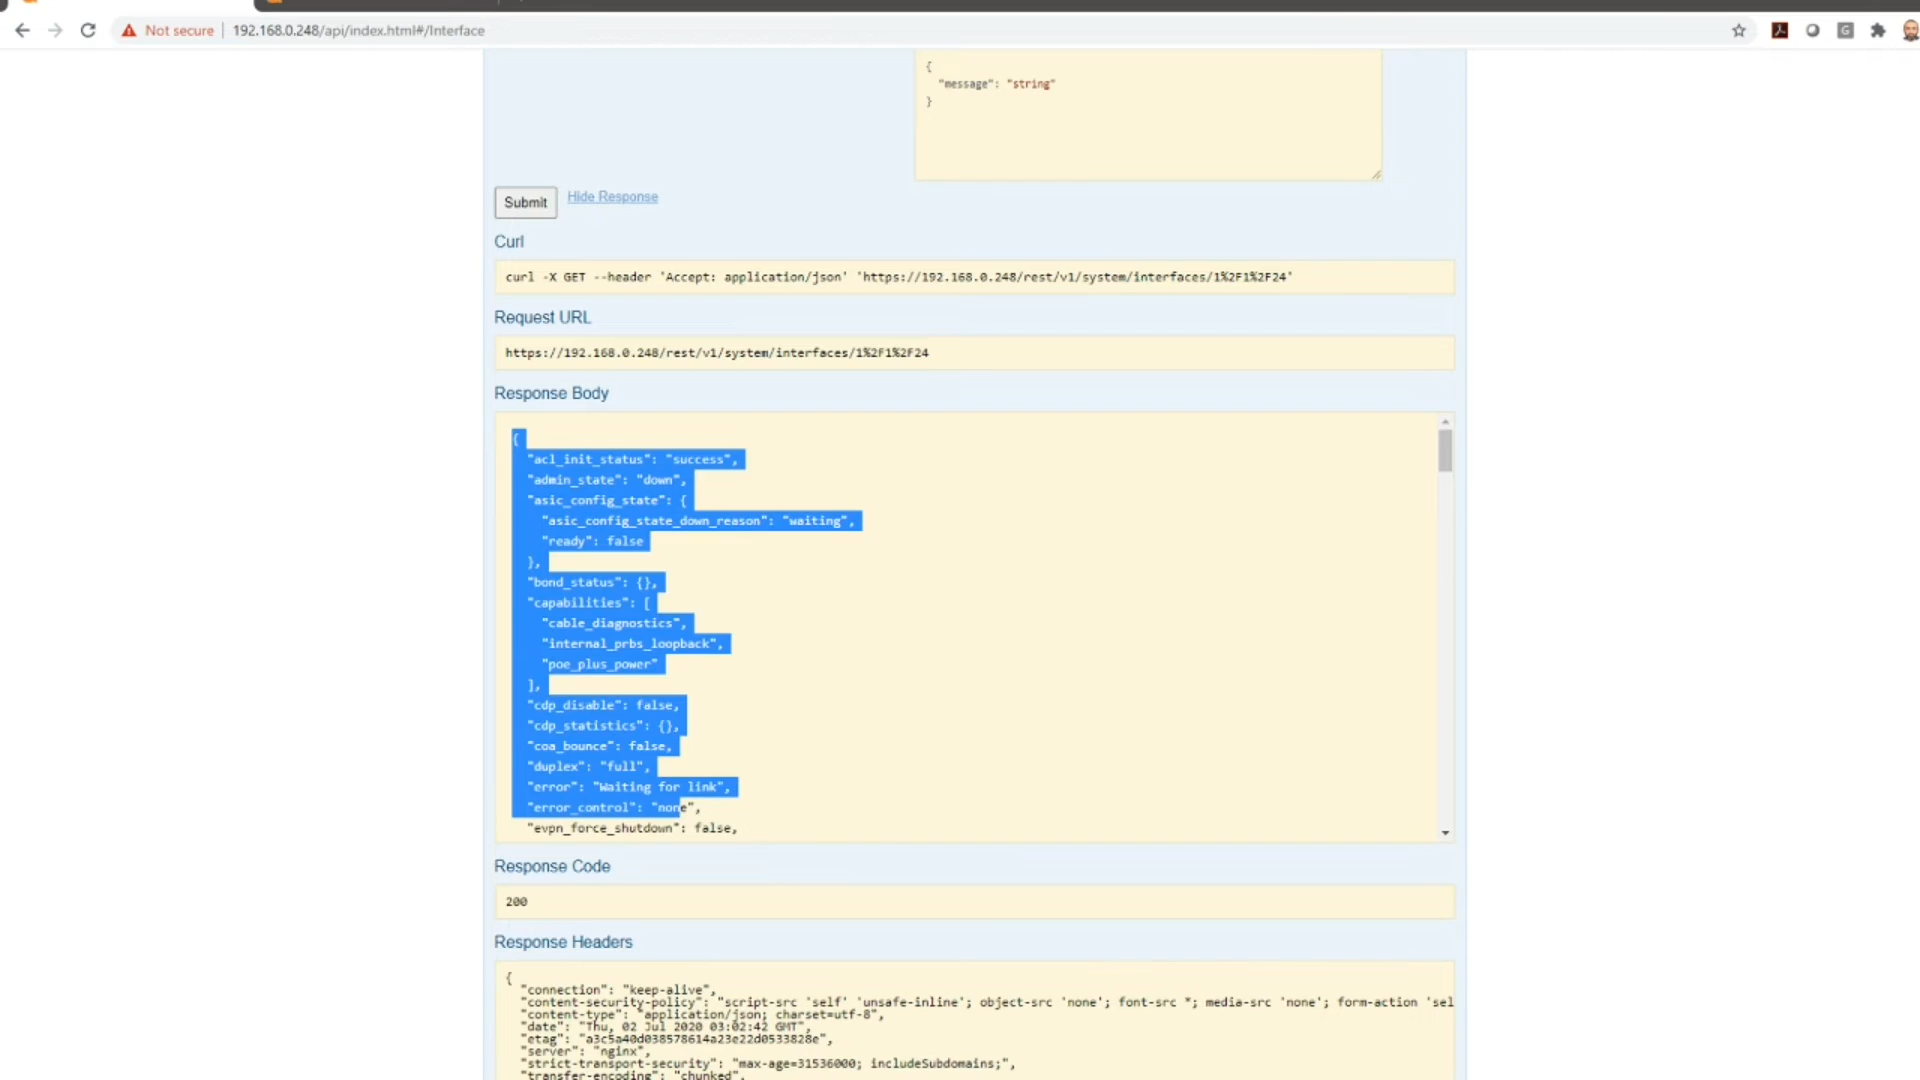 Not secure | 192.168.0.248/api/index.html#/Interface
{
"message": "string"
}
Submit Hide Response
Curl
curl -X GET --header 'Accept: application/json' 'https://192.168.0.248/rest/v1/system/interfaces/1%2F1%2F24'
Request URL
https://192.168.0.248/rest/v1/system/interfaces/1%2F1%2F24
Response Body
{
"acl_init_status": "success",
"admin_state": "down",
"asic_config_state": {
"asic_config_state_down_reason": "waiting",
"ready": false
},
"bond_status": {},
"capabilities": [
"cable_diagnostics",
"internal_prbs_loopback",
"poe_plus_power"
],
"cdp_disable": false,
"cdp_statistics": {},
"coa_bounce": false,
"duplex": "full",
"error": "Waiting for link",
"error_control": "none",
"evpn_force_shutdown": false,
Response Code
200
Response Headers
{
"connection": "keep-alive",
"content-security-policy": "script-src 'self' 'unsafe-inline'; object-src 'none'; font-src *; media-src 'none'; form-action 'sel
"content-type": "application/json; charset=utf-8",
"date": "Thu, 02 Jul 2020 03:02:42 GMT",
"etag": "a3c5a40d038578614a23e22d0533828e",
"server": "nginx",
"strict-transport-security": "max-age=31536000; includeSubdomains;",
"transfer-encoding": "chunked",